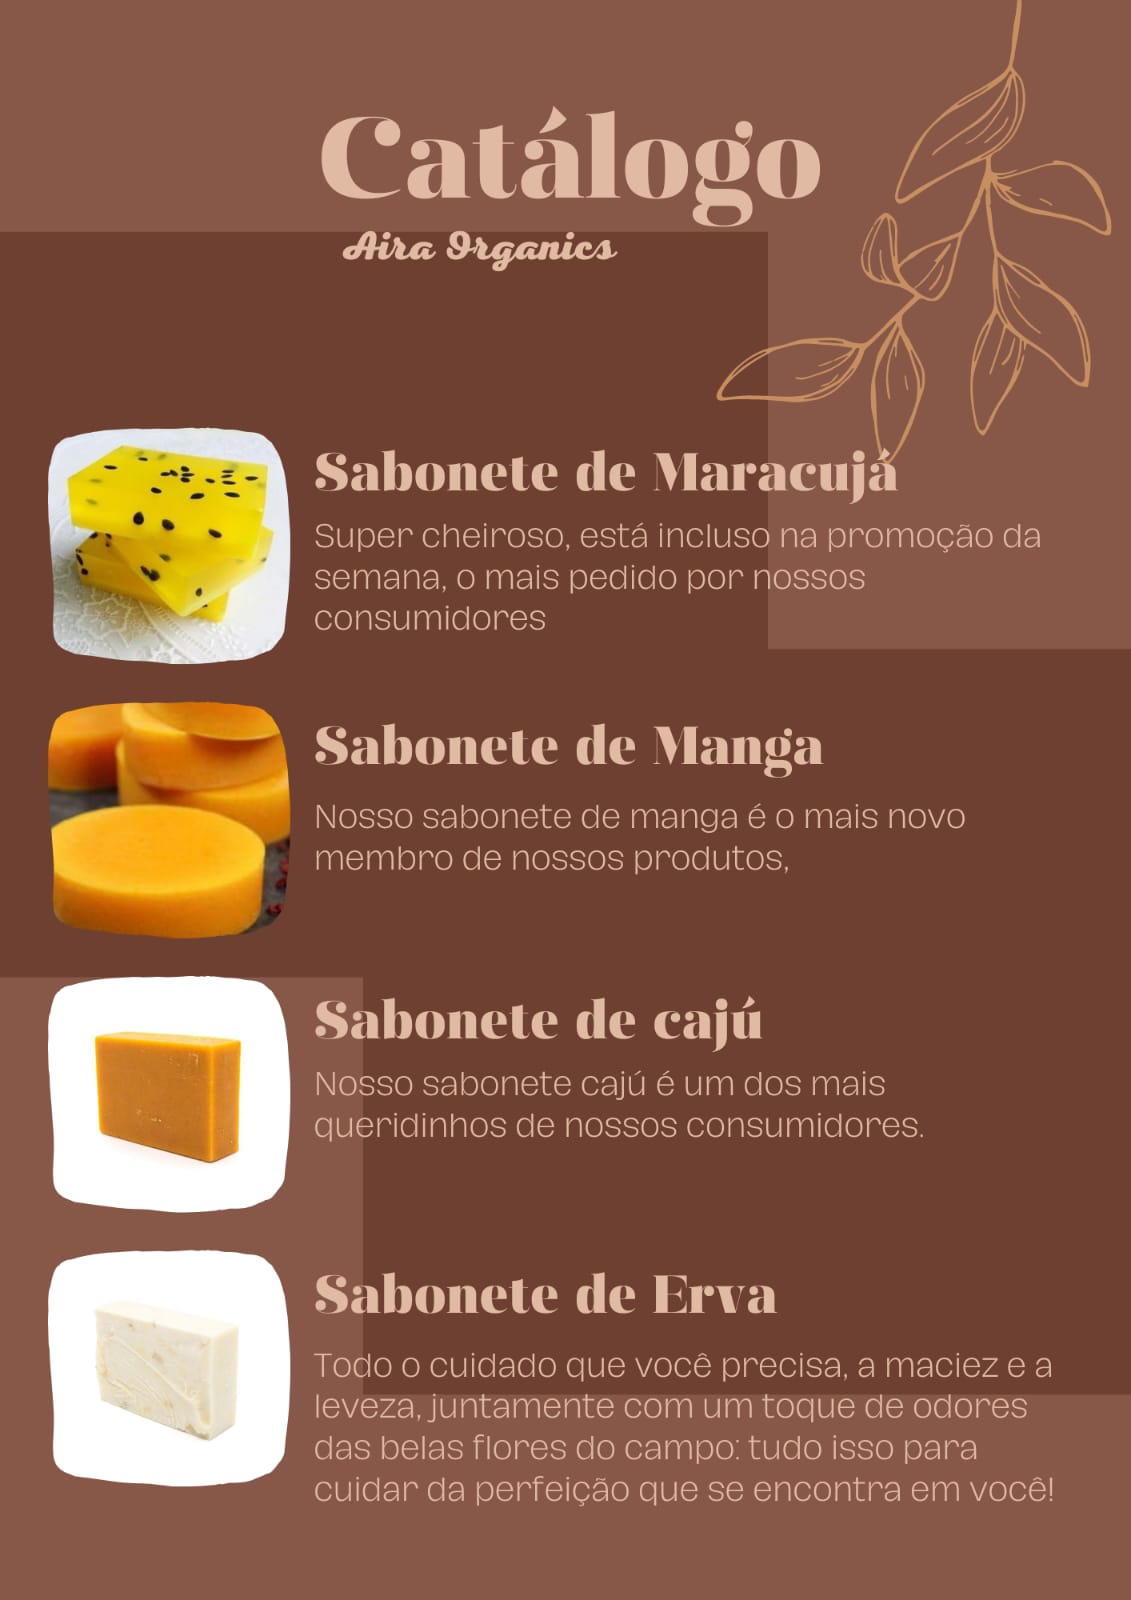 Catálogo
Aira Organics
Sabonete de Maracujá
Super cheiroso, está incluso na promoção da
semana, o mais pedido por nossos
consumidores
Sabonete de Manga
Nosso sabonete de manga é o mais novo
membro de nossos produtos,
Sabonete de cajú
Nosso sabonete cajú é um dos mais
queridinhos de nossos consumidores.
Sabonete de Erva
Todo o cuidado que você precisa, a maciez e a
leveza, juntamente com um toque de odores
das belas flores do campo: tudo isso para
cuidar da perfeição que se encontra em você!